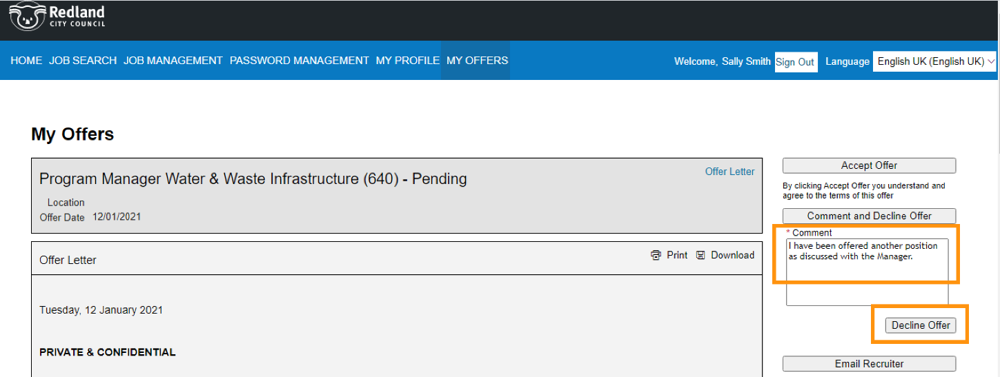 Redland
CITY COUNCIL
HOME JOB SEARCH JOB MANAGEMENT PASSWORD MANAGEMENT MY PROFILE MY OFFERS
Welcome, Sally Smith Sign Out Language English UK (English UK)
My Offers
Program Manager Water & Waste Infrastructure (640) - Pending
Offer Letter
Location
Offer Date 12/01/2021
Offer Letter
Print Download
Tuesday, 12 January 2021
PRIVATE & CONFIDENTIAL
Accept Offer
By clicking Accept Offer you understand and
agree to the terms of this offer
Comment and Decline Offer
* Comment
I have been offered another position
as discussed with the Manager.
Decline Offer
Email Recruiter